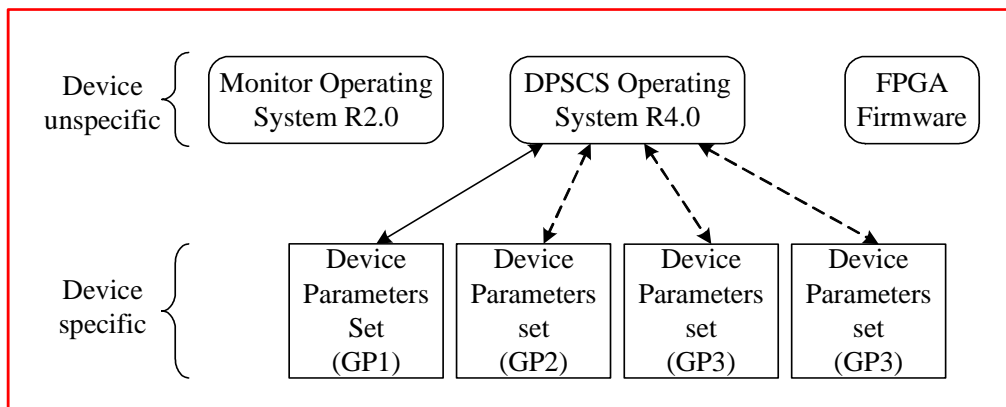 Device
unspecific
Monitor Operating
System R2.0
DPSCS Operating
System R4.0
FPGA
Firmware
Device
specific
Device
Parameters
Set
(GP1)
Device
Parameters
set
(GP2)
Device
Parameters
set
(GP3)
Device
Parameters
set
(GP3)